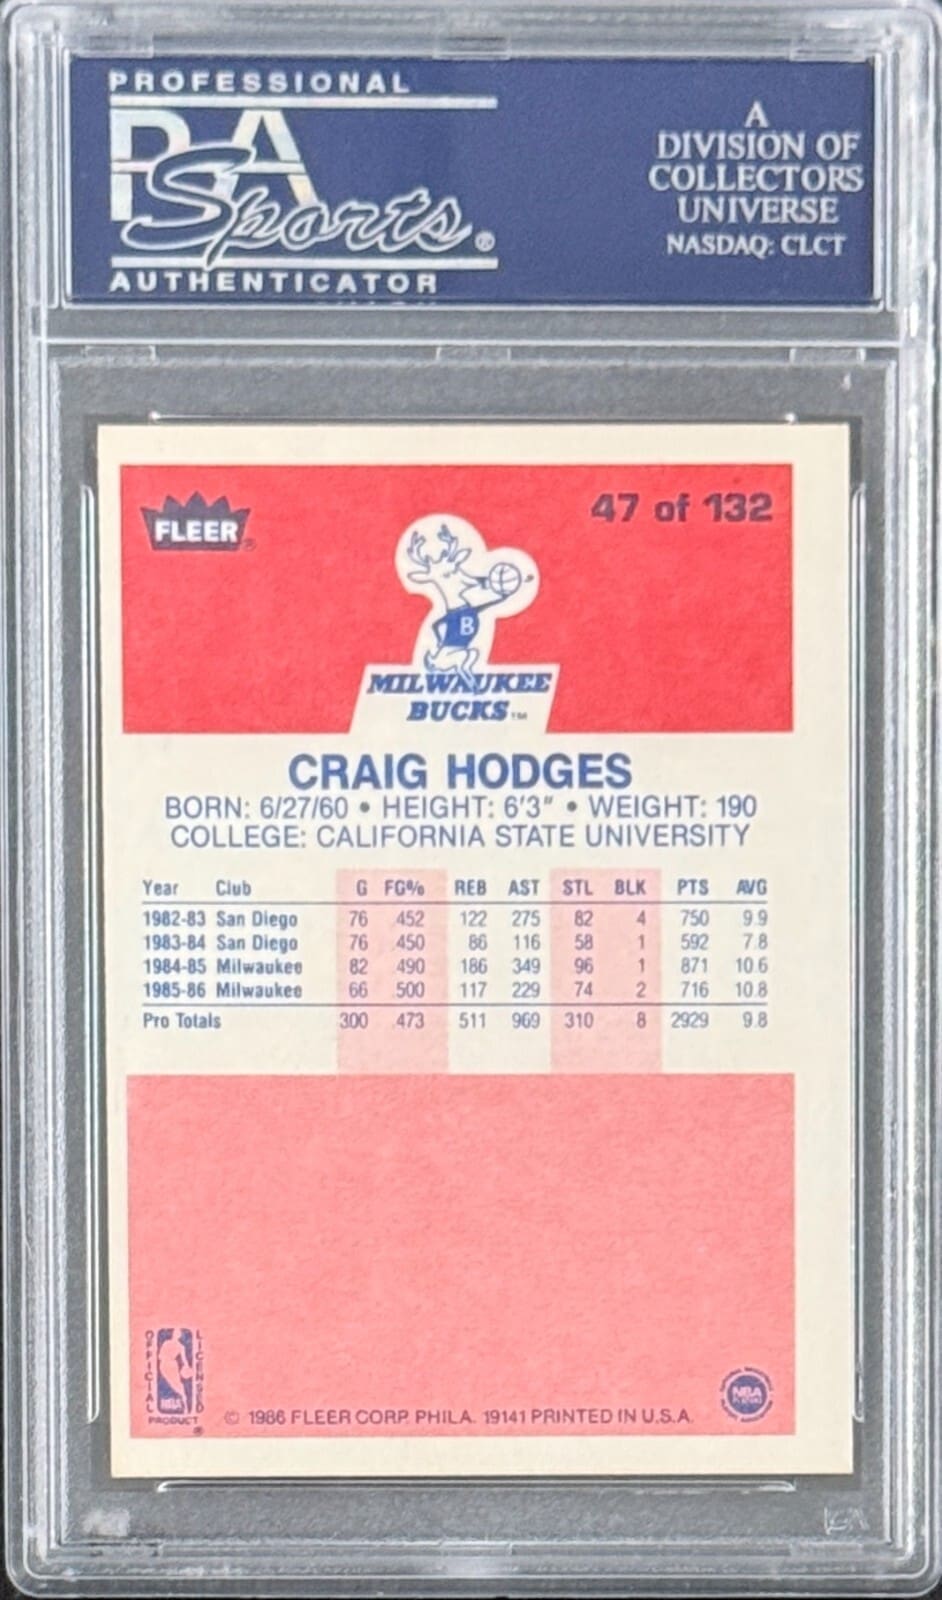 PROFESSIONAL
PSA
Sports®
AUTHENTICATOR
A
DIVISION OF
COLLECTORS
UNIVERSE
NASDAQ: CLCT
FLEER®
47 of 132
B
MILWAUKEE
BUCKS™
CRAIG HODGES
BORN: 6/27/60 • HEIGHT: 6'3" • WEIGHT: 190
COLLEGE: CALIFORNIA STATE UNIVERSITY
Year Club G FG% REB AST STL BLK PTS AVG
1982-83 San Diego 76 .452 122 275 82 4 750 9.9
1983-84 San Diego 76 .450 86 116 58 1 592 7.8
1984-85 Milwaukee 82 .490 186 349 96 1 871 10.6
1985-86 Milwaukee 66 .500 117 229 74 2 716 10.8
Pro Totals 300 .473 511 969 310 8 2929 9.8
OFFICIAL LICENSED
NBA
PRODUCT®
© 1986 FLEER CORP. PHILA. 19141 PRINTED IN U.S.A.
NBA